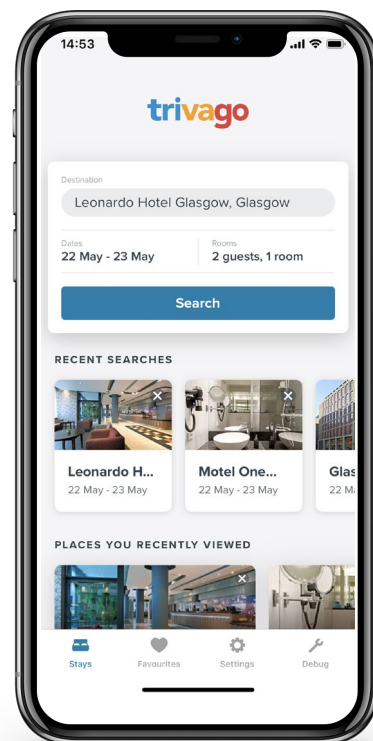 14:53
trivago
Destination
Leonardo Hotel Glasgow, Glasgow
Dates
22 May - 23 May
Rooms
2 guests, 1 room
Search
RECENT SEARCHES
Leonardo H...
22 May - 23 May
Motel One...
22 May - 23 May
Glas
22 M
PLACES YOU RECENTLY VIEWED
Stays
Favourites
Settings
Debug